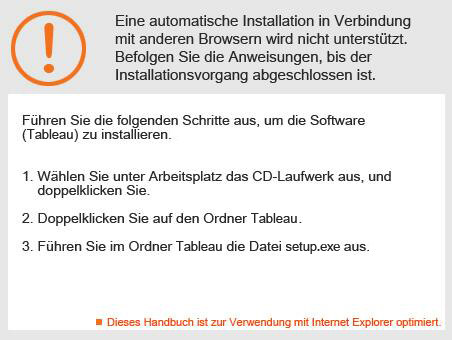 Eine automatische Installation in Verbindung
mit anderen Browsern wird nicht unterstützt.
Befolgen Sie die Anweisungen, bis der
Installationsvorgang abgeschlossen ist.
Führen Sie die folgenden Schritte aus, um die Software
(Tableau) zu installieren.
1. Wählen Sie unter Arbeitsplatz das CD-Laufwerk aus, und
doppelklicken Sie.
2. Doppelklicken Sie auf den Ordner Tableau.
3. Führen Sie im Ordner Tableau die Datei setup.exe aus.
Dieses Handbuch ist zur Verwendung mit Internet Explorer optimiert.